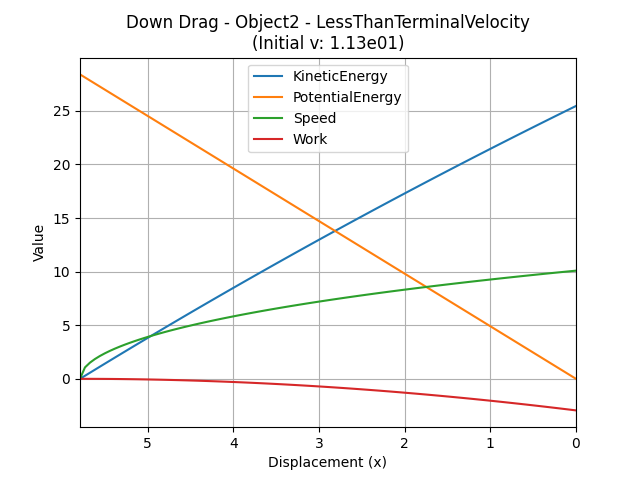 Down Drag - Object2 - LessThanTerminalVelocity
(Initial v: 1.13e01)
KineticEnergy
PotentialEnergy
Speed
Work
Value
25
20
15
10
5
0
5 4 3 2 1 0
Displacement (x)